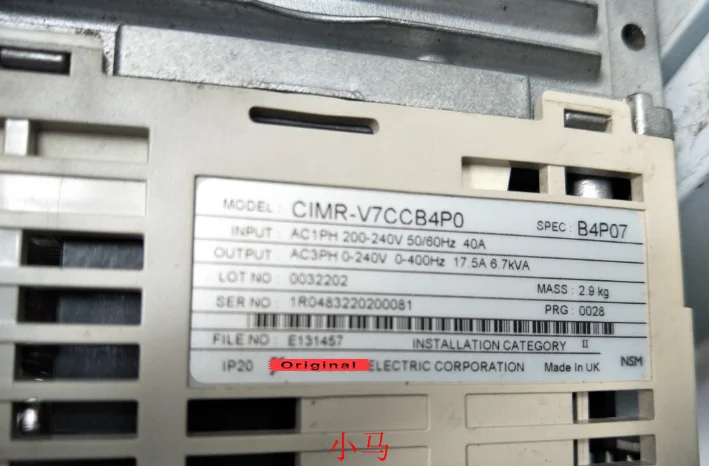 MODEL : CIMR-V7CCB4P0 SPEC : B4P07
INPUT : AC1PH 200-240V 50/60Hz 40A
OUTPUT : AC3PH 0-240V 0-400Hz 17.5A 6.7kVA
LOT NO : 0032202 MASS : 2.9 kg
SER NO : 1R0483220200081 PRG : 0028
FILE NO : E131457 INSTALLATION CATEGORY II
IP20 Original ELECTRIC CORPORATION Made in UK NSM
小马